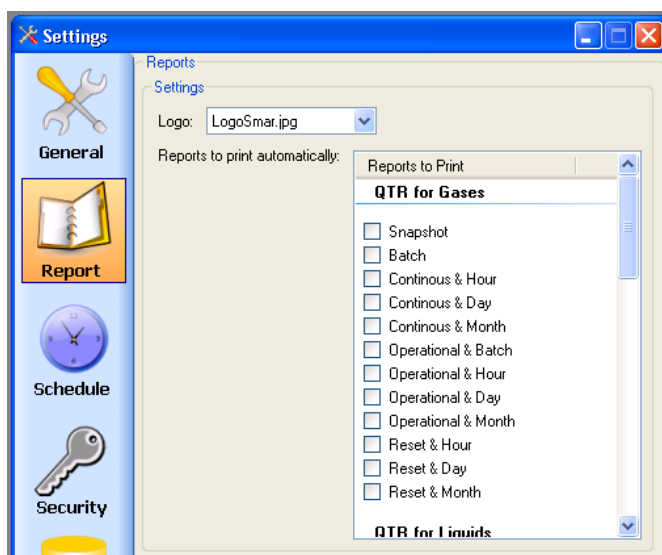 Settings
Reports
Settings
Logo: LogoSmar.jpg
General
Reports to print automatically:
Reports to Print
QTR for Gases
Snapshot
Batch
Continous & Hour
Continous & Day
Continous & Month
Operational & Batch
Operational & Hour
Operational & Day
Operational & Month
Reset & Hour
Reset & Day
Reset & Month
QTR for Liquids
Report
Schedule
Security